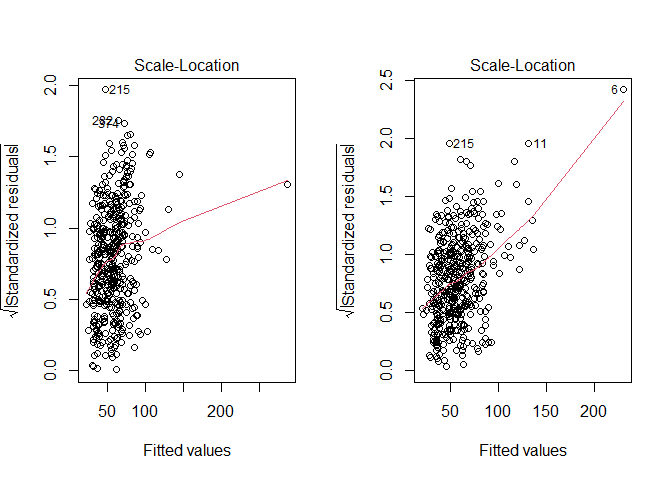 Scale-Location
√|Standardized residuals|
0.0 0.5 1.0 1.5 2.0
215
374
50 100 200
Fitted values
Scale-Location
√|Standardized residuals|
0.0 0.5 1.0 1.5 2.0 2.5
6
215
11
50 100 150 200
Fitted values